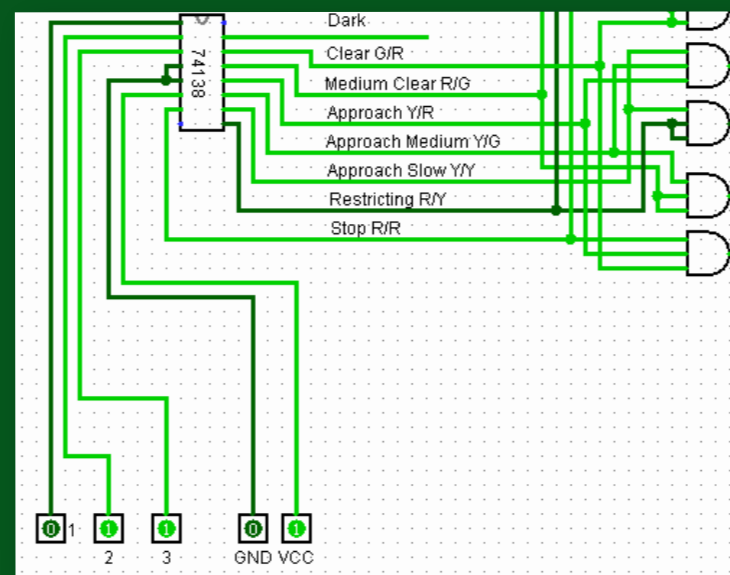 Dark
74138
Clear G/R
Medium Clear R/G
Approach Y/R
Approach Medium Y/G
Approach Slow Y/Y
Restricting R/Y
Stop R/R
0 1 1 1 0 1
2 3 GND VCC